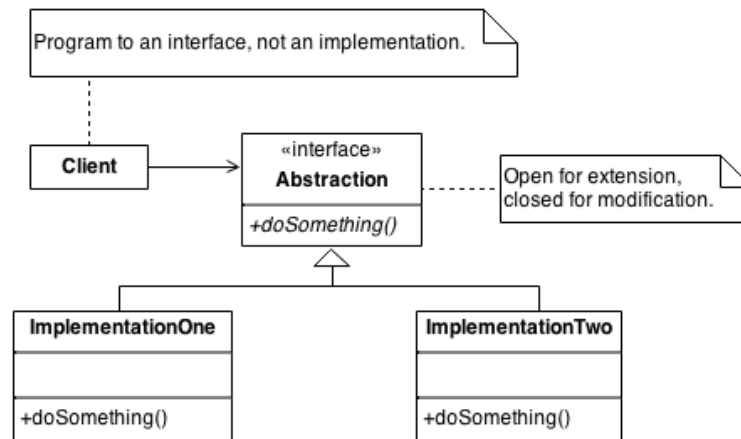 Program to an interface, not an implementation.
Client
«interface»
Abstraction
+doSomething()
Open for extension,
closed for modification.
ImplementationOne
+doSomething()
ImplementationTwo
+doSomething()